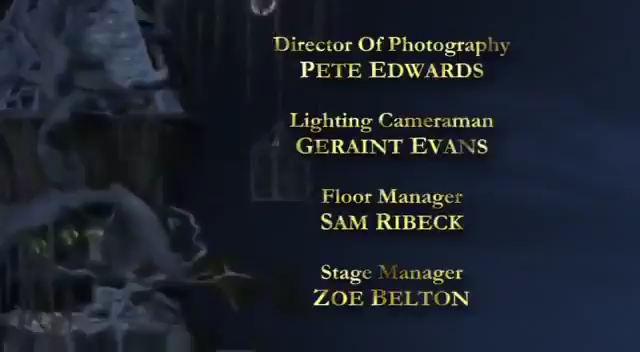 Director Of Photography
PETE EDWARDS
Lighting Cameraman
GERAINT EVANS
Floor Manager
SAM RIBECK
Stage Manager
ZOE BELTON